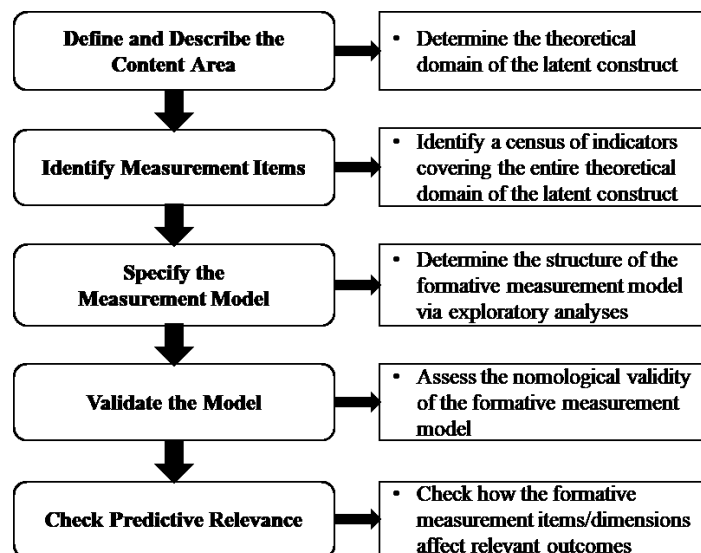 Define and Describe the
Content Area
• Determine the theoretical
domain of the latent construct
Identify Measurement Items
• Identify a census of indicators
covering the entire theoretical
domain of the latent construct
Specify the
Measurement Model
• Determine the structure of the
formative measurement model
via exploratory analyses
Validate the Model
• Assess the nomological validity
of the formative measurement
model
Check Predictive Relevance
• Check how the formative
measurement items/dimensions
affect relevant outcomes